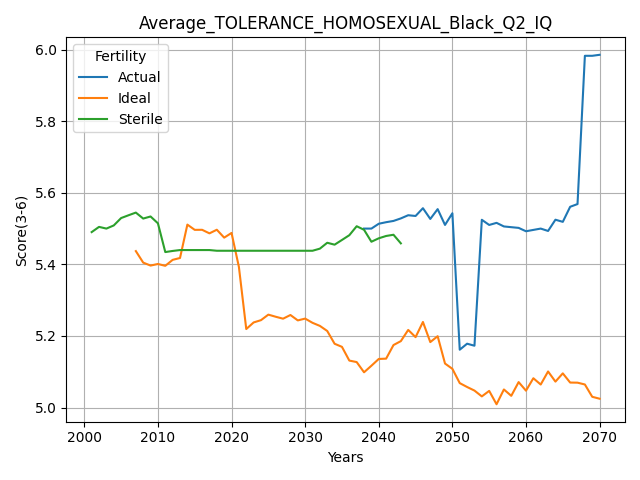 Average_TOLERANCE_HOMOSEXUAL_Black_Q2_IQ
Fertility
Actual
Ideal
Sterile
Score(3-6)
6.0
5.8
5.6
5.4
5.2
5.0
2000 2010 2020 2030 2040 2050 2060 2070
Years